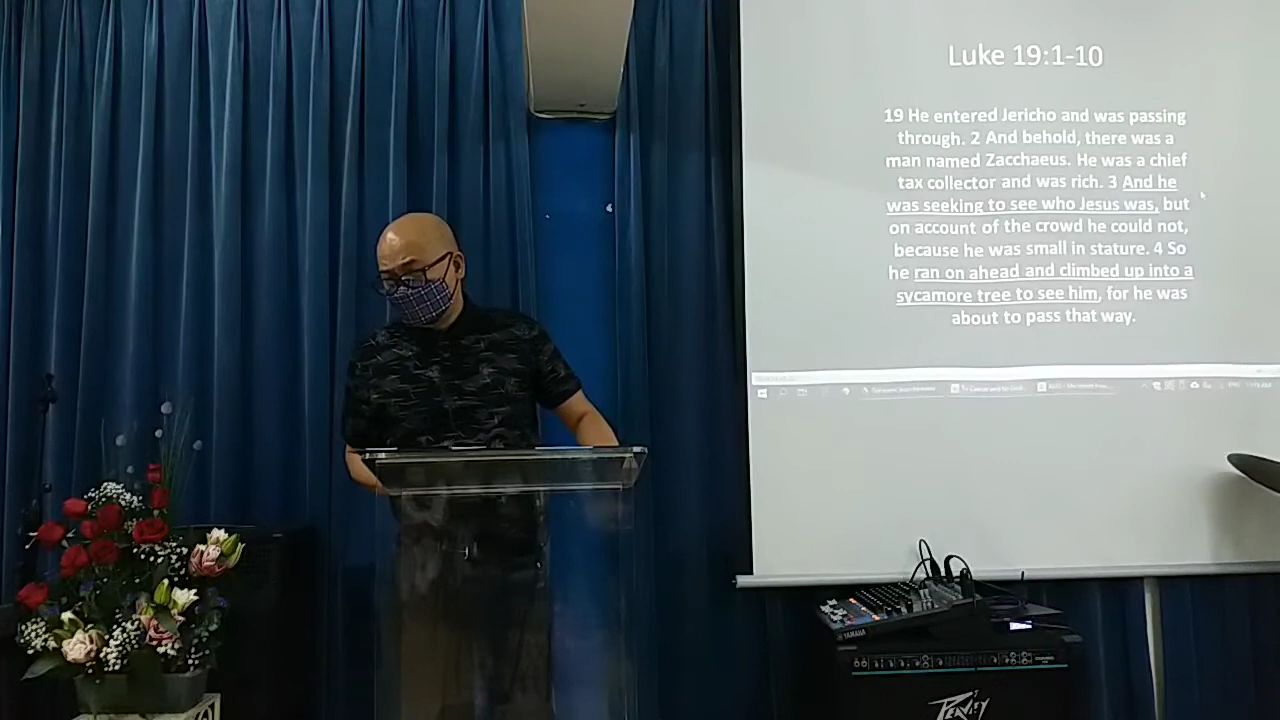 Luke 19:1-10
19 He entered Jericho and was passing
through. 2 And behold, there was a
man named Zacchaeus. He was a chief
tax collector and was rich. 3 And he
was seeking to see who Jesus was, but
on account of the crowd he could not,
because he was small in stature. 4 So
he ran on ahead and climbed up into a
sycamore tree to see him, for he was
about to pass that way.
YAMAHA
PEAVEY